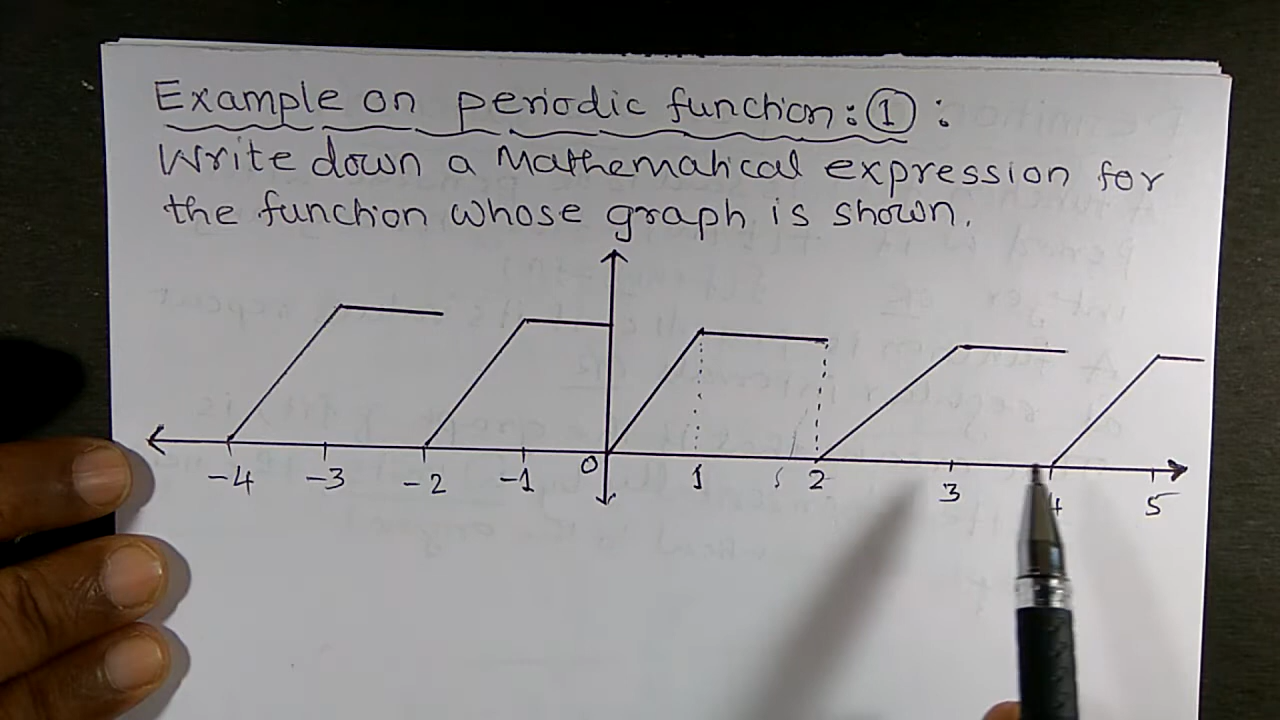 Example on periodic function: ① :
Write down a Mathematical expression for
the function whose graph is shown.
-4 -3 -2 -1 0 1 2 3 4 5